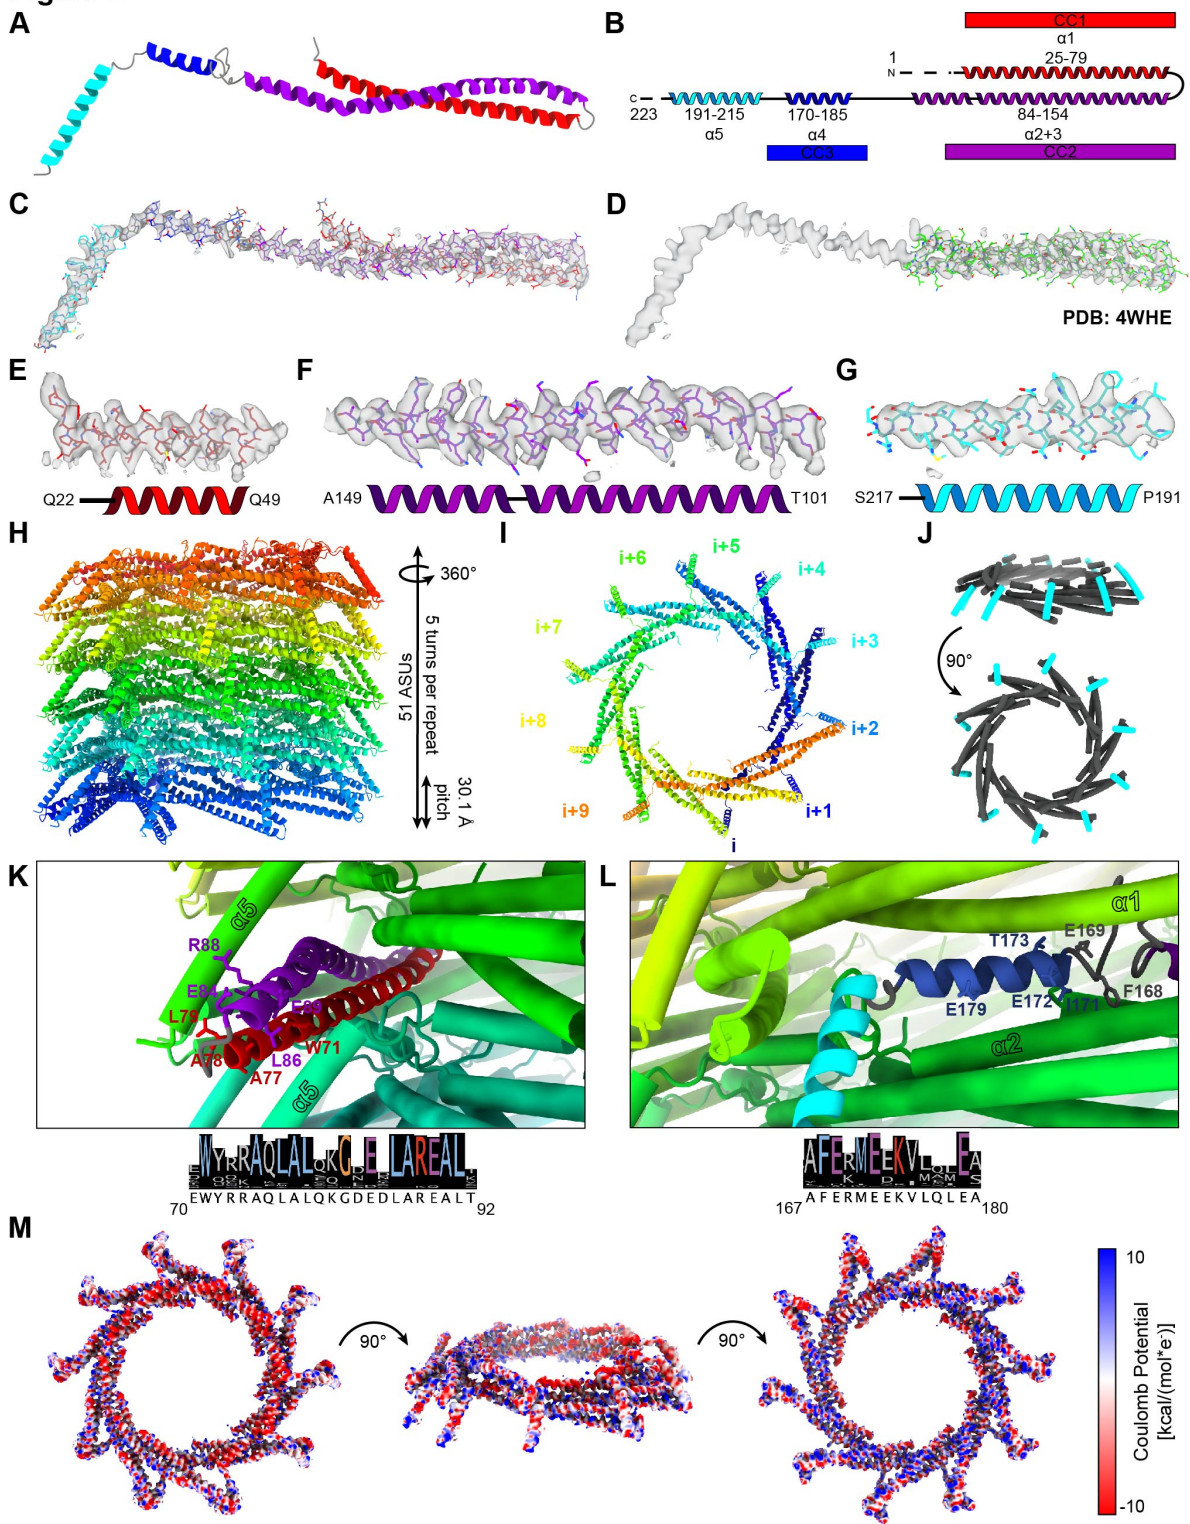 A
B
CC1
α1
25-79
1
N
C
223
191-215
170-185
84-154
α5
α4
α2+3
CC3
CC2
C
D
PDB: 4WHE
E
F
G
Q22
Q49
A149
T101
S217
P191
H
I
J
360°
5 turns per repeat
51 ASUs
30.1 Å
pitch
i+6
i+5
i+4
i+7
i+3
i+8
i+2
i+9
i+1
i
90°
K
L
α5
R88
E84
E89
L79
A78
W71
L86
A77
α5
α1
T173
E169
E179
E172
I171
F168
α2
EWYRRAQLALQKGDEDLAREALT
70
92
AFERMEEKVLQLEA
167
180
M
90°
90°
10
-10
Coulomb Potential
[kcal/(mol*e-)]